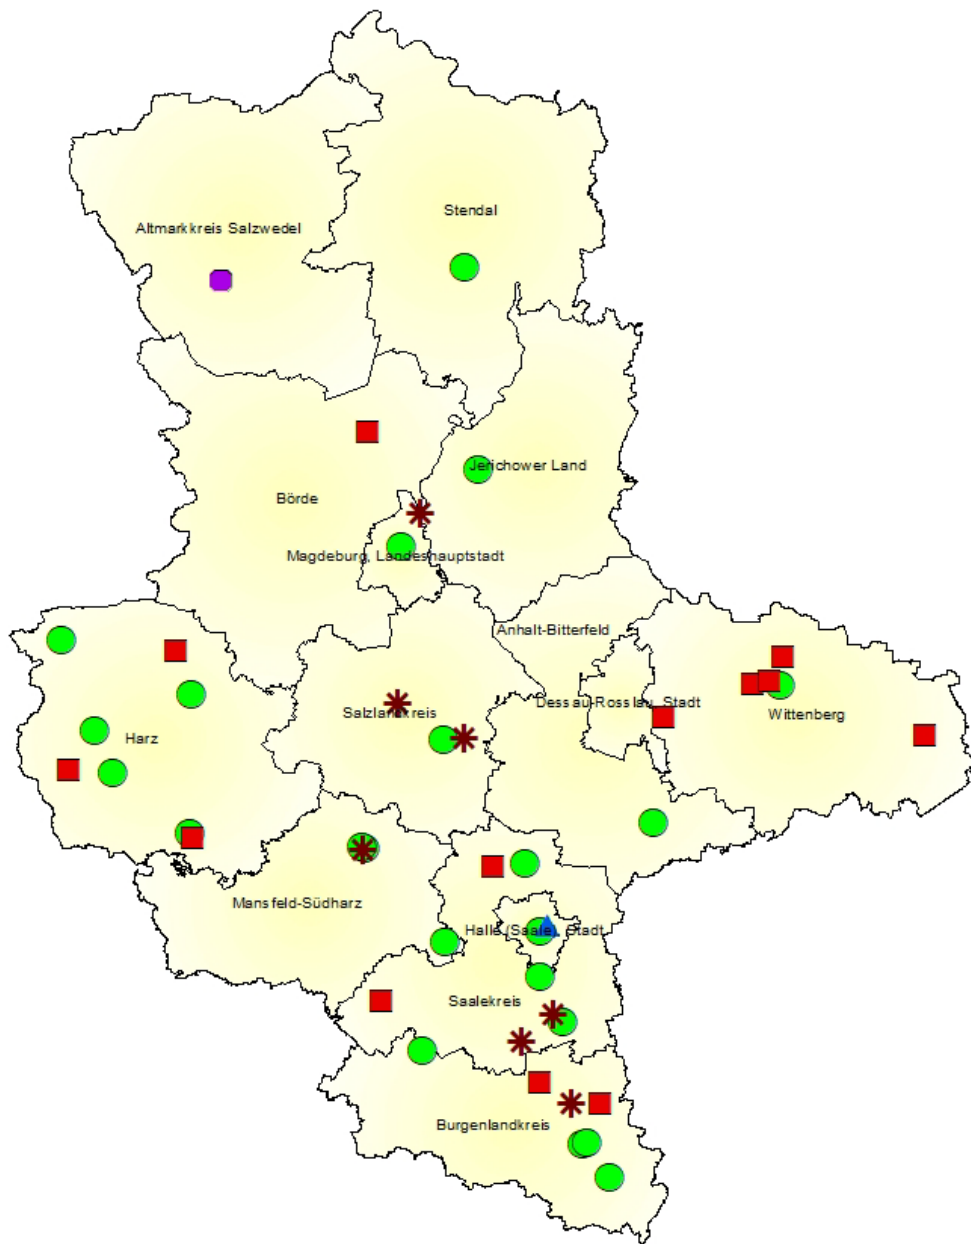 Stendal
Altmarkkreis Salzwedel
Jerichower Land
Börde
Magdeburg, Landeshauptstadt
Anhalt-Bitterfeld
Dessau-Rosslau, Stadt
Salzlandkreis
Wittenberg
Harz
Mansfeld-Südharz
Halle (Saale), Stadt
Saalekreis
Burgenlandkreis